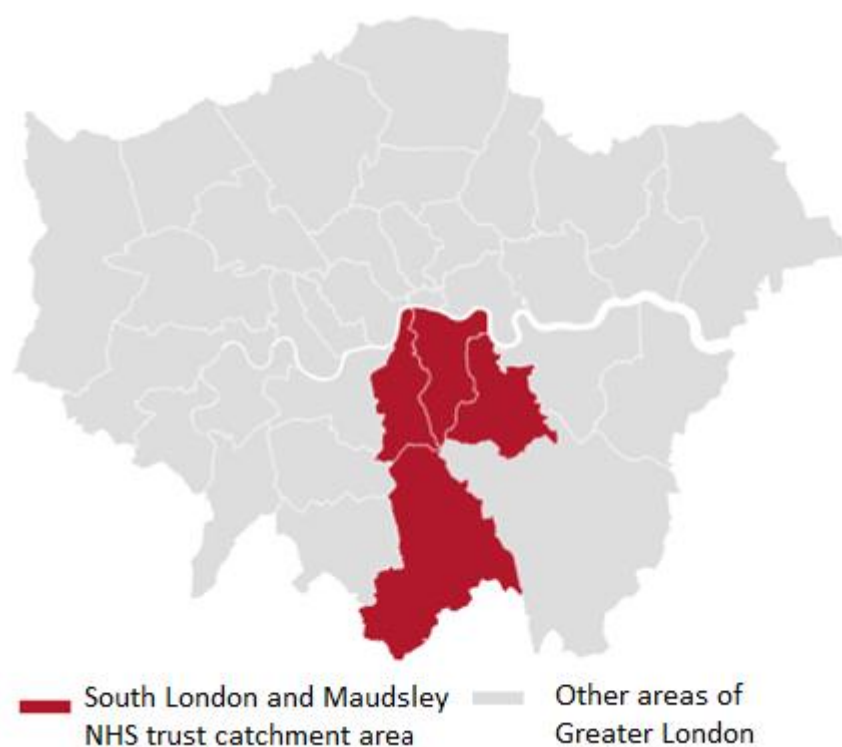 South London and Maudsley
NHS trust catchment area
Other areas of
Greater London